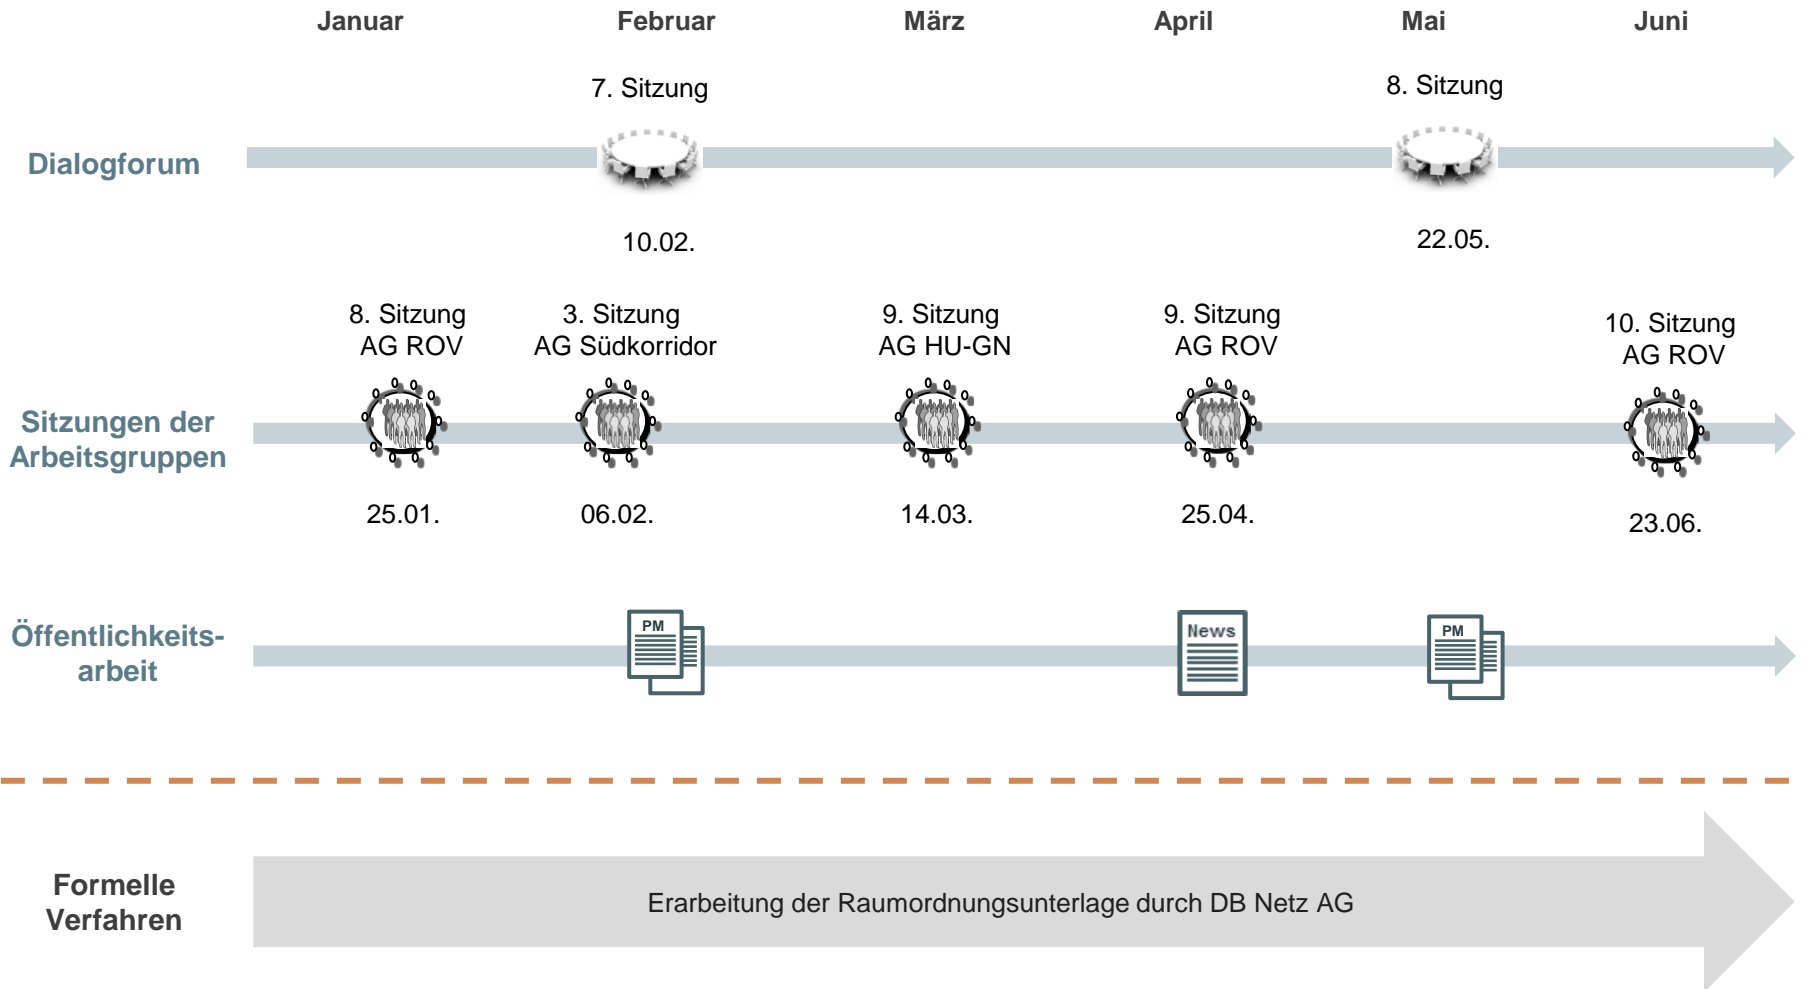 Januar Februar März April Mai Juni
7. Sitzung 8. Sitzung
Dialogforum
10.02. 22.05.
8. Sitzung 3. Sitzung 9. Sitzung 9. Sitzung 10. Sitzung
AG ROV AG Südkorridor AG HU-GN AG ROV AG ROV
Sitzungen der
Arbeitsgruppen
25.01. 06.02. 14.03. 25.04. 23.06.
Öffentlichkeits-
arbeit
PM News PM
Formelle
Verfahren
Erarbeitung der Raumordnungsunterlage durch DB Netz AG